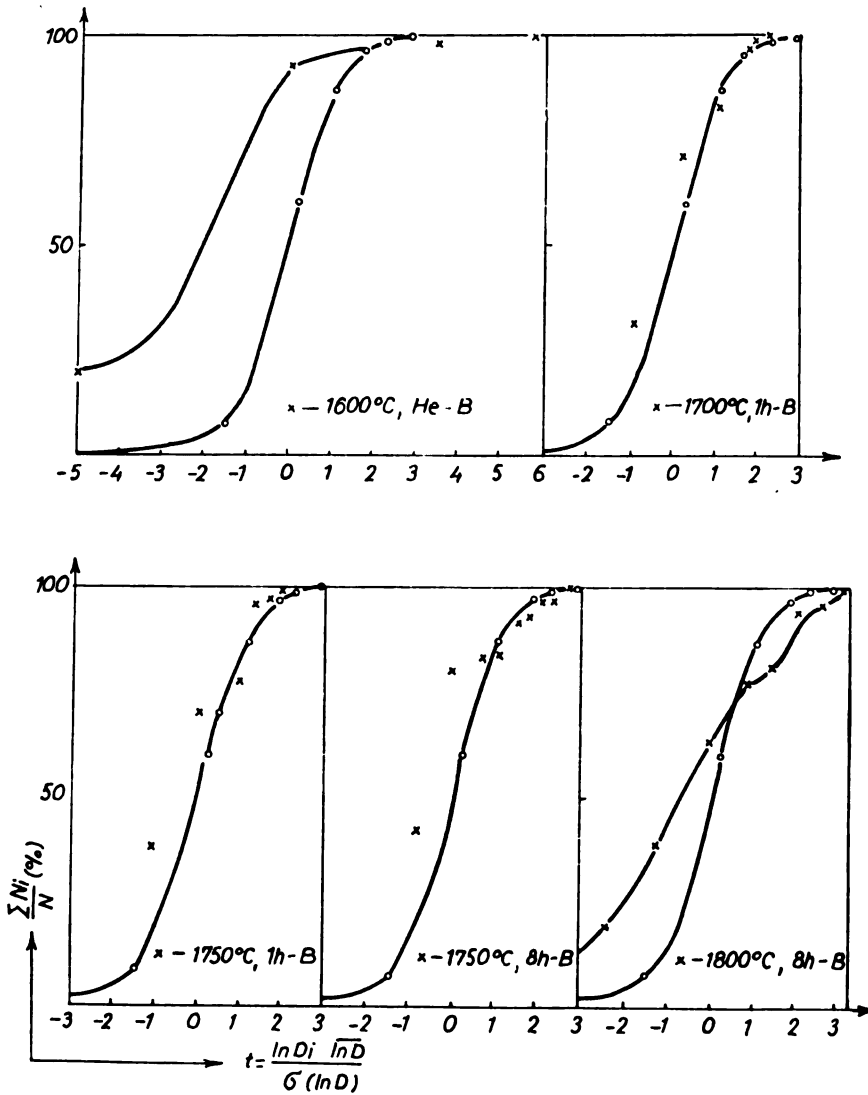 100
50
× – 1600°C, He - B
× – 1700°C, 1h-B
-5 -4 -3 -2 -1 0 1 2 3 4 5 6 -2 -1 0 1 2 3
100
50
ΣNi/N (%)
× – 1750°C, 1h-B
× – 1750°C, 8h-B
× – 1800°C, 8h-B
-3 -2 -1 0 1 2 3 -2 -1 0 1 2 3 -2 -1 0 1 2 3
t = lnDi lnD̅
σ (lnD)